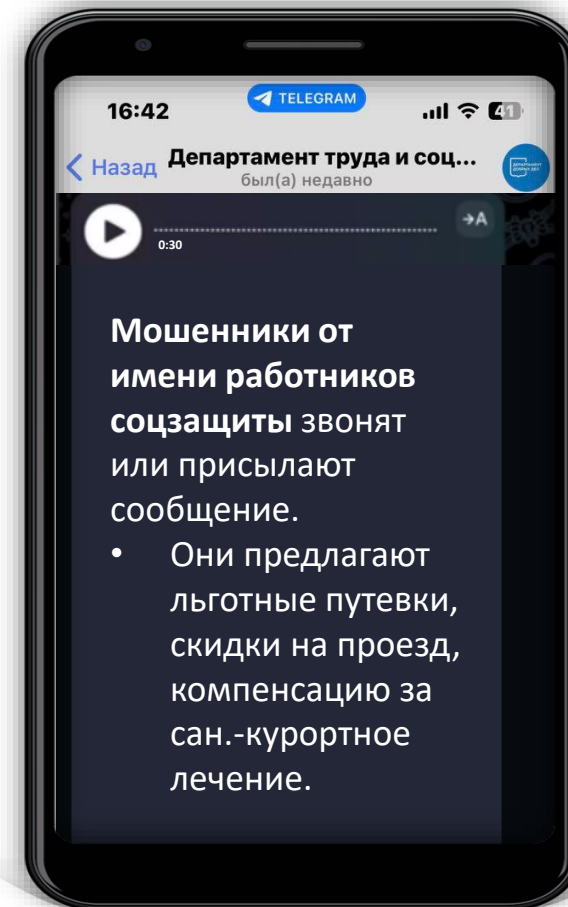 16:42
TELEGRAM
41
Назад
Департамент труда и соц...
был(а) недавно
0:30
→A
Мошенники от
имени работников
соцзащиты звонят
или присылают
сообщение.
• Они предлагают
льготные путевки,
скидки на проезд,
компенсацию за
сан.-курортное
лечение.